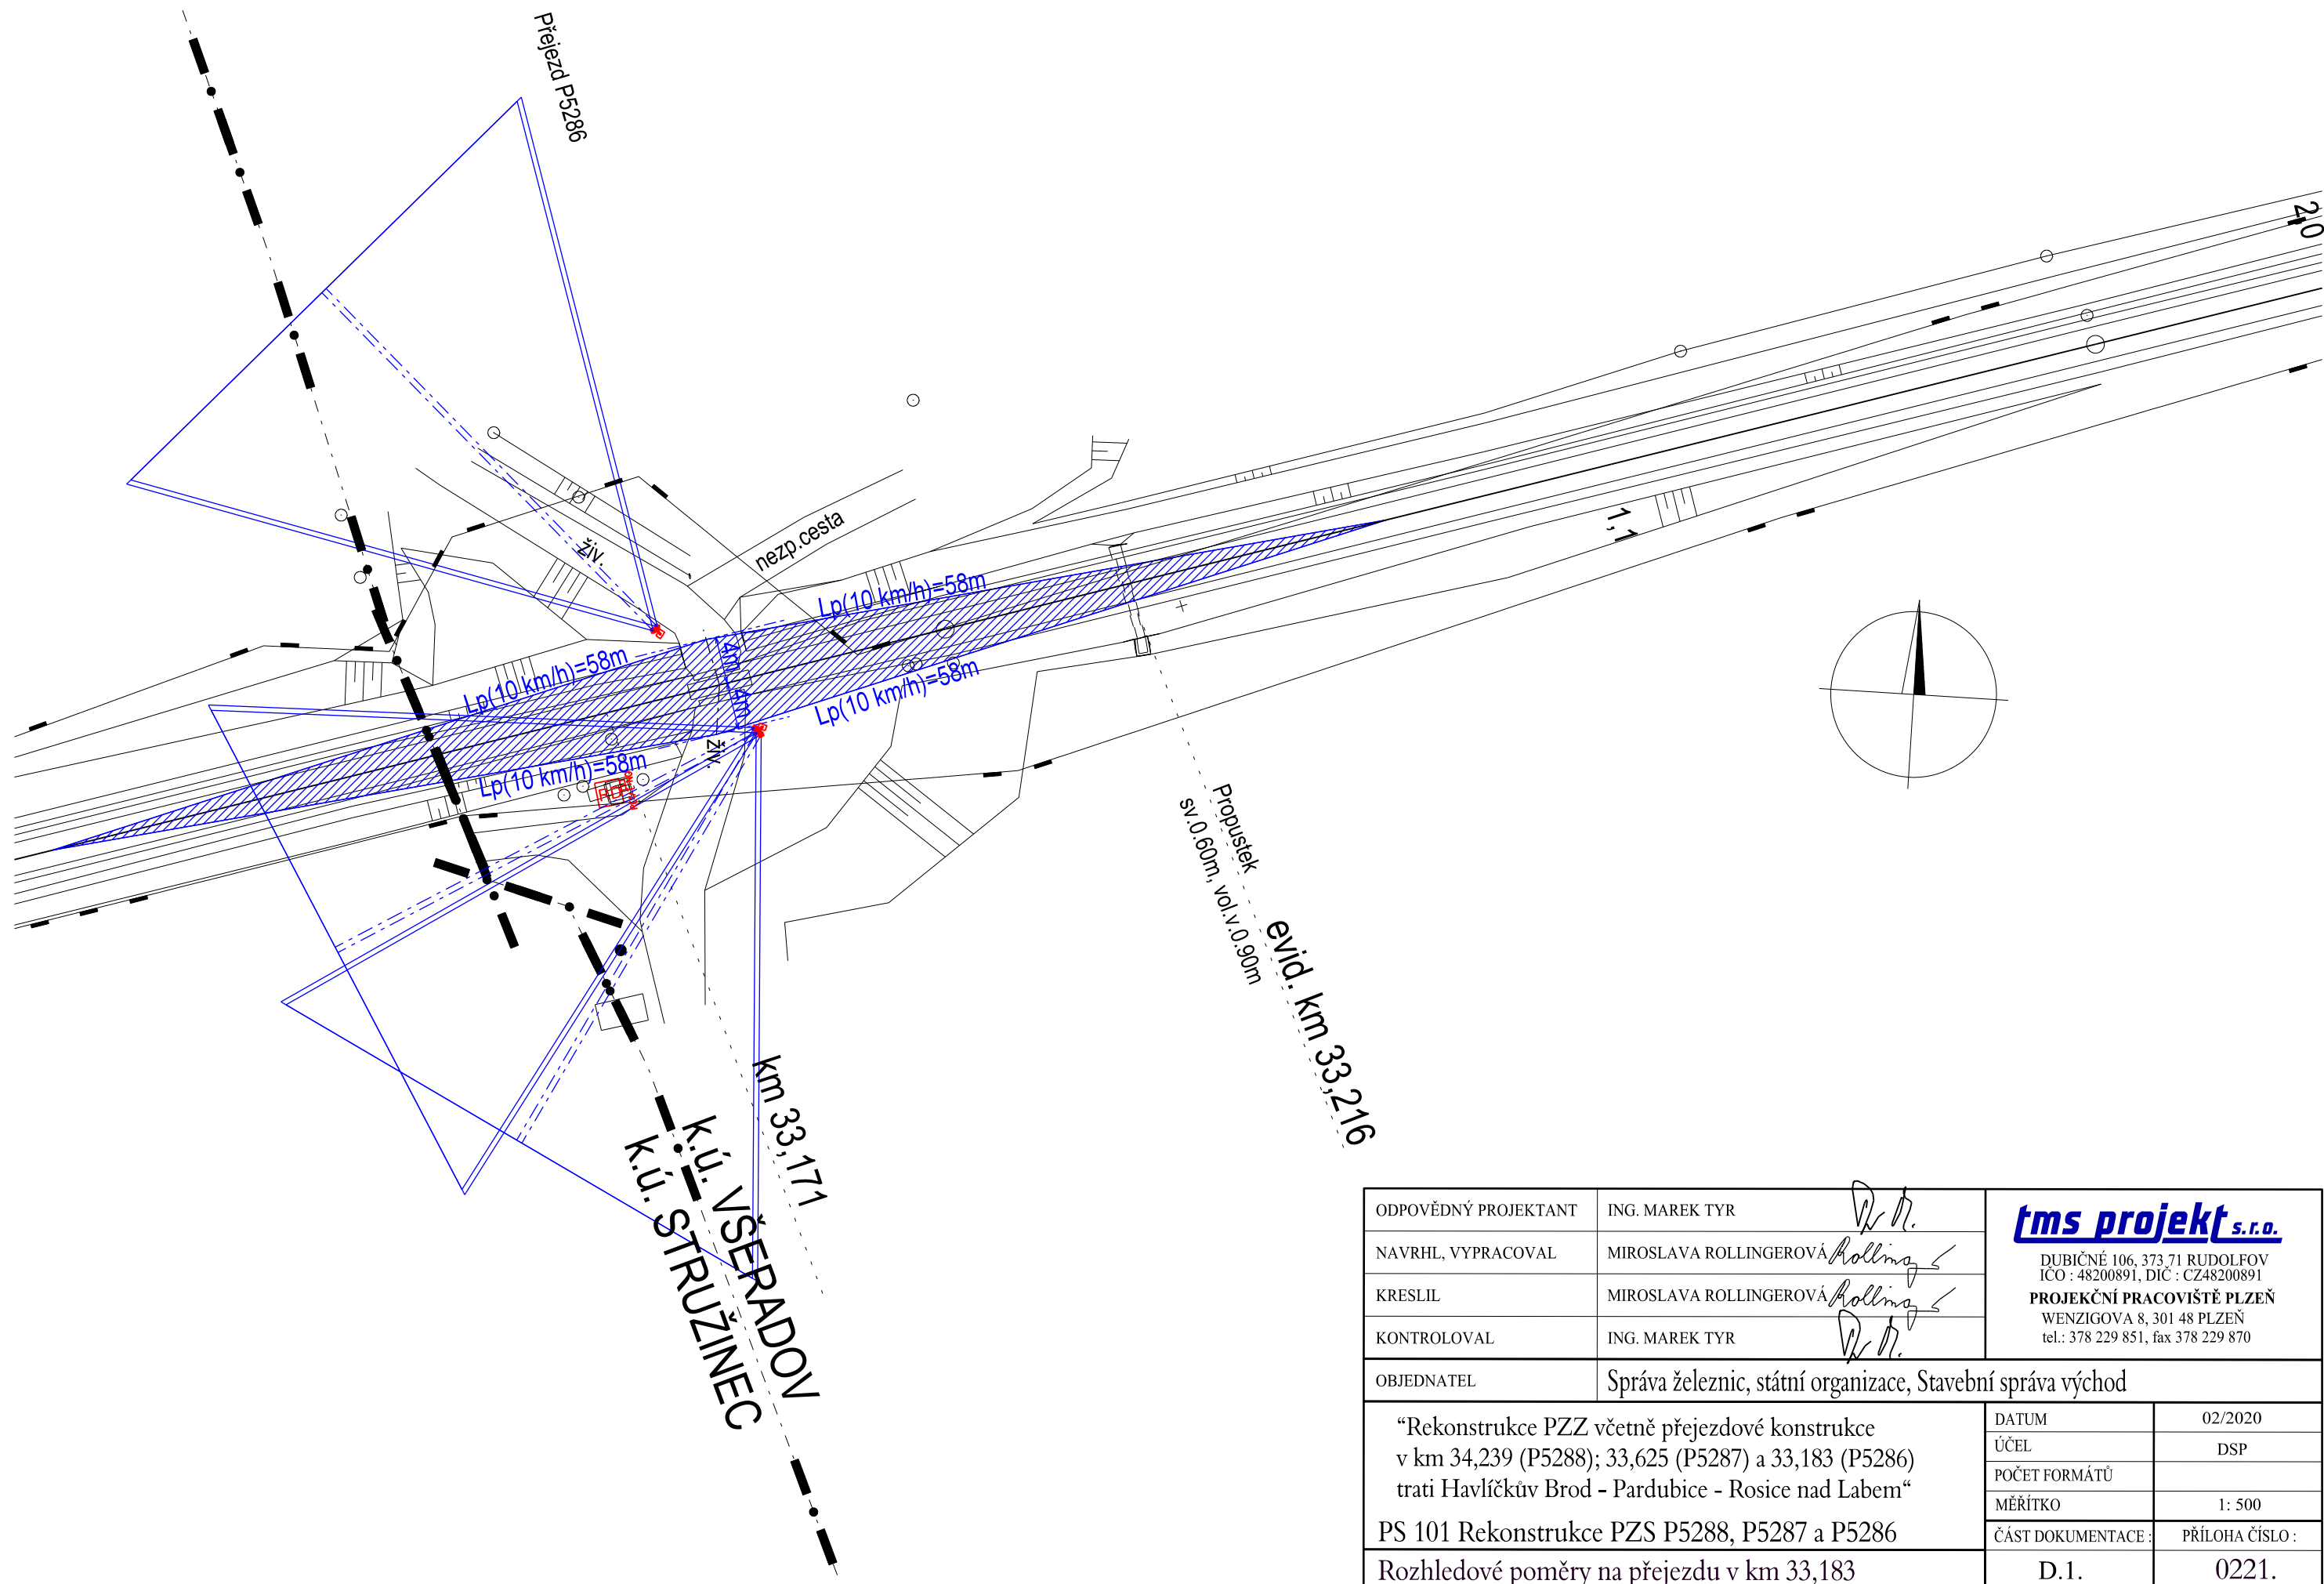 Přejezd P5286
20
živ.
nezp.cesta
1,1
Lp(10 km/h)=58m
Lp(10 km/h)=58m
4m
4m
Lp(10 km/h)=58m
Lp(10 km/h)=58m
živ.
RD
Propustek
sv.0.60m, vol.v.0.90m
evid. km 33,216
km 33,171
k.ú. VŠERADOV
k.ú. STRUŽINEC
ODPOVĚDNÝ PROJEKTANT ING. MAREK TYR
NAVRHL, VYPRACOVAL MIROSLAVA ROLLINGEROVÁ
KRESLIL MIROSLAVA ROLLINGEROVÁ
KONTROLOVAL ING. MAREK TYR
tms projekt s.r.o.
DUBIČNÉ 106, 373 71 RUDOLFOV
IČO : 48200891, DIČ : CZ48200891
PROJEKČNÍ PRACOVIŠTĚ PLZEŇ
WENZIGOVA 8, 301 48 PLZEŇ
tel.: 378 229 851, fax 378 229 870
OBJEDNATEL Správa železnic, státní organizace, Stavební správa východ
“Rekonstrukce PZZ včetně přejezdové konstrukce
v km 34,239 (P5288); 33,625 (P5287) a 33,183 (P5286)
trati Havlíčkův Brod - Pardubice - Rosice nad Labem“
PS 101 Rekonstrukce PZS P5288, P5287 a P5286
Rozhledové poměry na přejezdu v km 33,183
DATUM 02/2020
ÚČEL DSP
POČET FORMÁTŮ
MĚŘÍTKO 1: 500
ČÁST DOKUMENTACE : PŘÍLOHA ČÍSLO :
D.1. 0221.